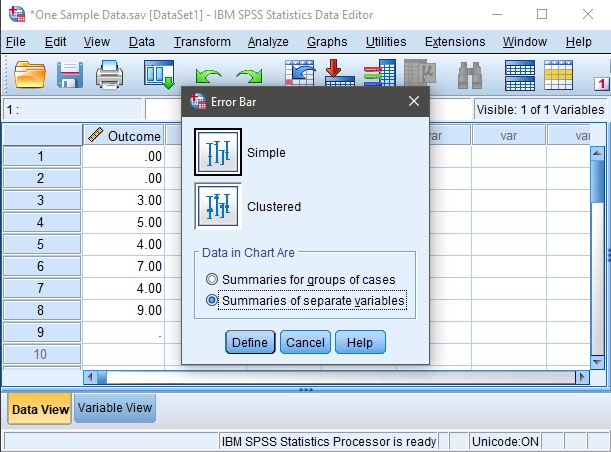 *One Sample Data.sav [DataSet1] - IBM SPSS Statistics Data Editor
File Edit View Data Transform Analyze Graphs Utilities Extensions Window Help
1 :
Visible: 1 of 1 Variables
Error Bar
Simple
Clustered
Data in Chart Are
Summaries for groups of cases
Summaries of separate variables
Define Cancel Help
Outcome var var var
1 .00
2 .00
3 3.00
4 5.00
5 4.00
6 7.00
7 4.00
8 9.00
9 .
10
Data View Variable View
IBM SPSS Statistics Processor is ready Unicode:ON